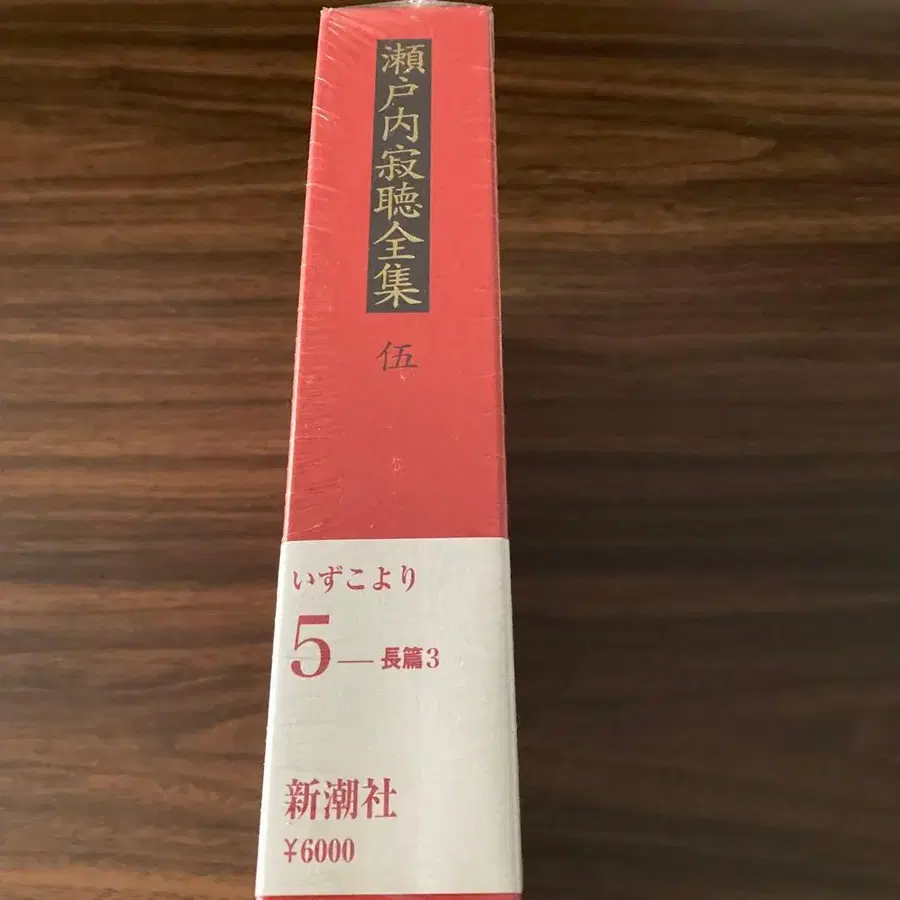 瀬戸内寂聴全集
伍
いずこより
5—長篇3
新潮社
¥6000